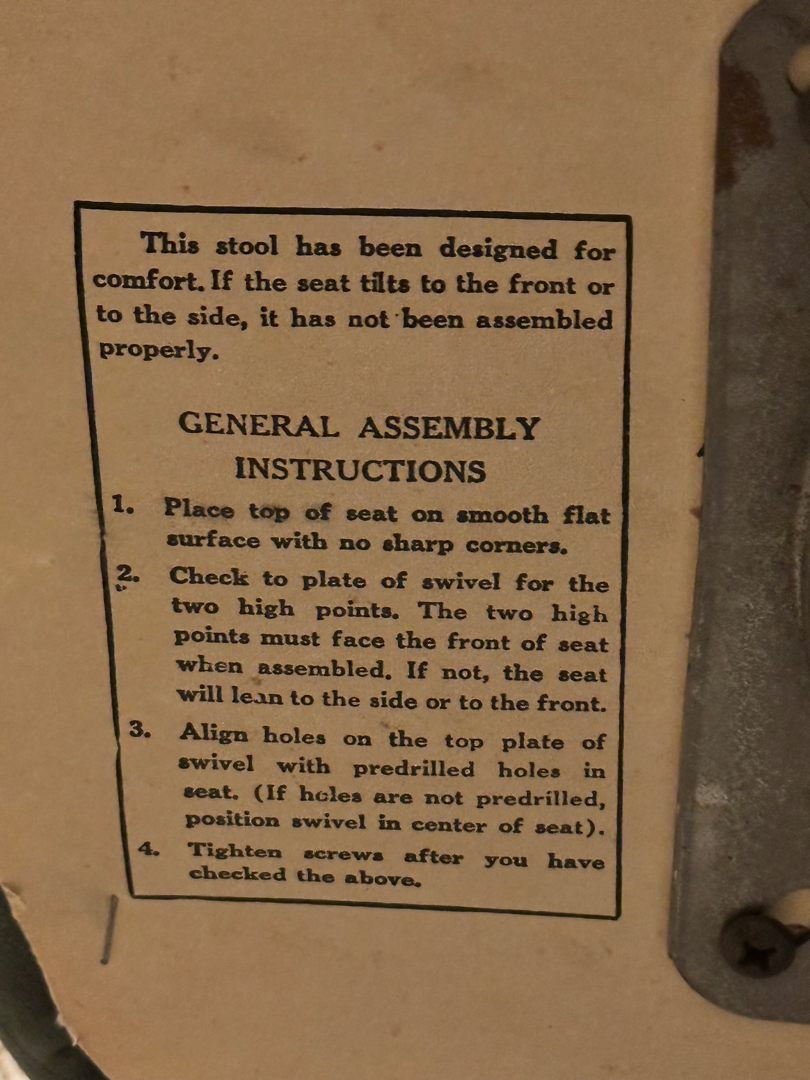 This stool has been designed for
comfort. If the seat tilts to the front or
to the side, it has not been assembled
properly.
GENERAL ASSEMBLY
INSTRUCTIONS
1. Place top of seat on smooth flat
surface with no sharp corners.
2. Check to plate of swivel for the
two high points. The two high
points must face the front of seat
when assembled. If not, the seat
will lean to the side or to the front.
3. Align holes on the top plate of
swivel with predrilled holes in
seat. (If holes are not predrilled,
position swivel in center of seat).
4. Tighten screws after you have
checked the above.